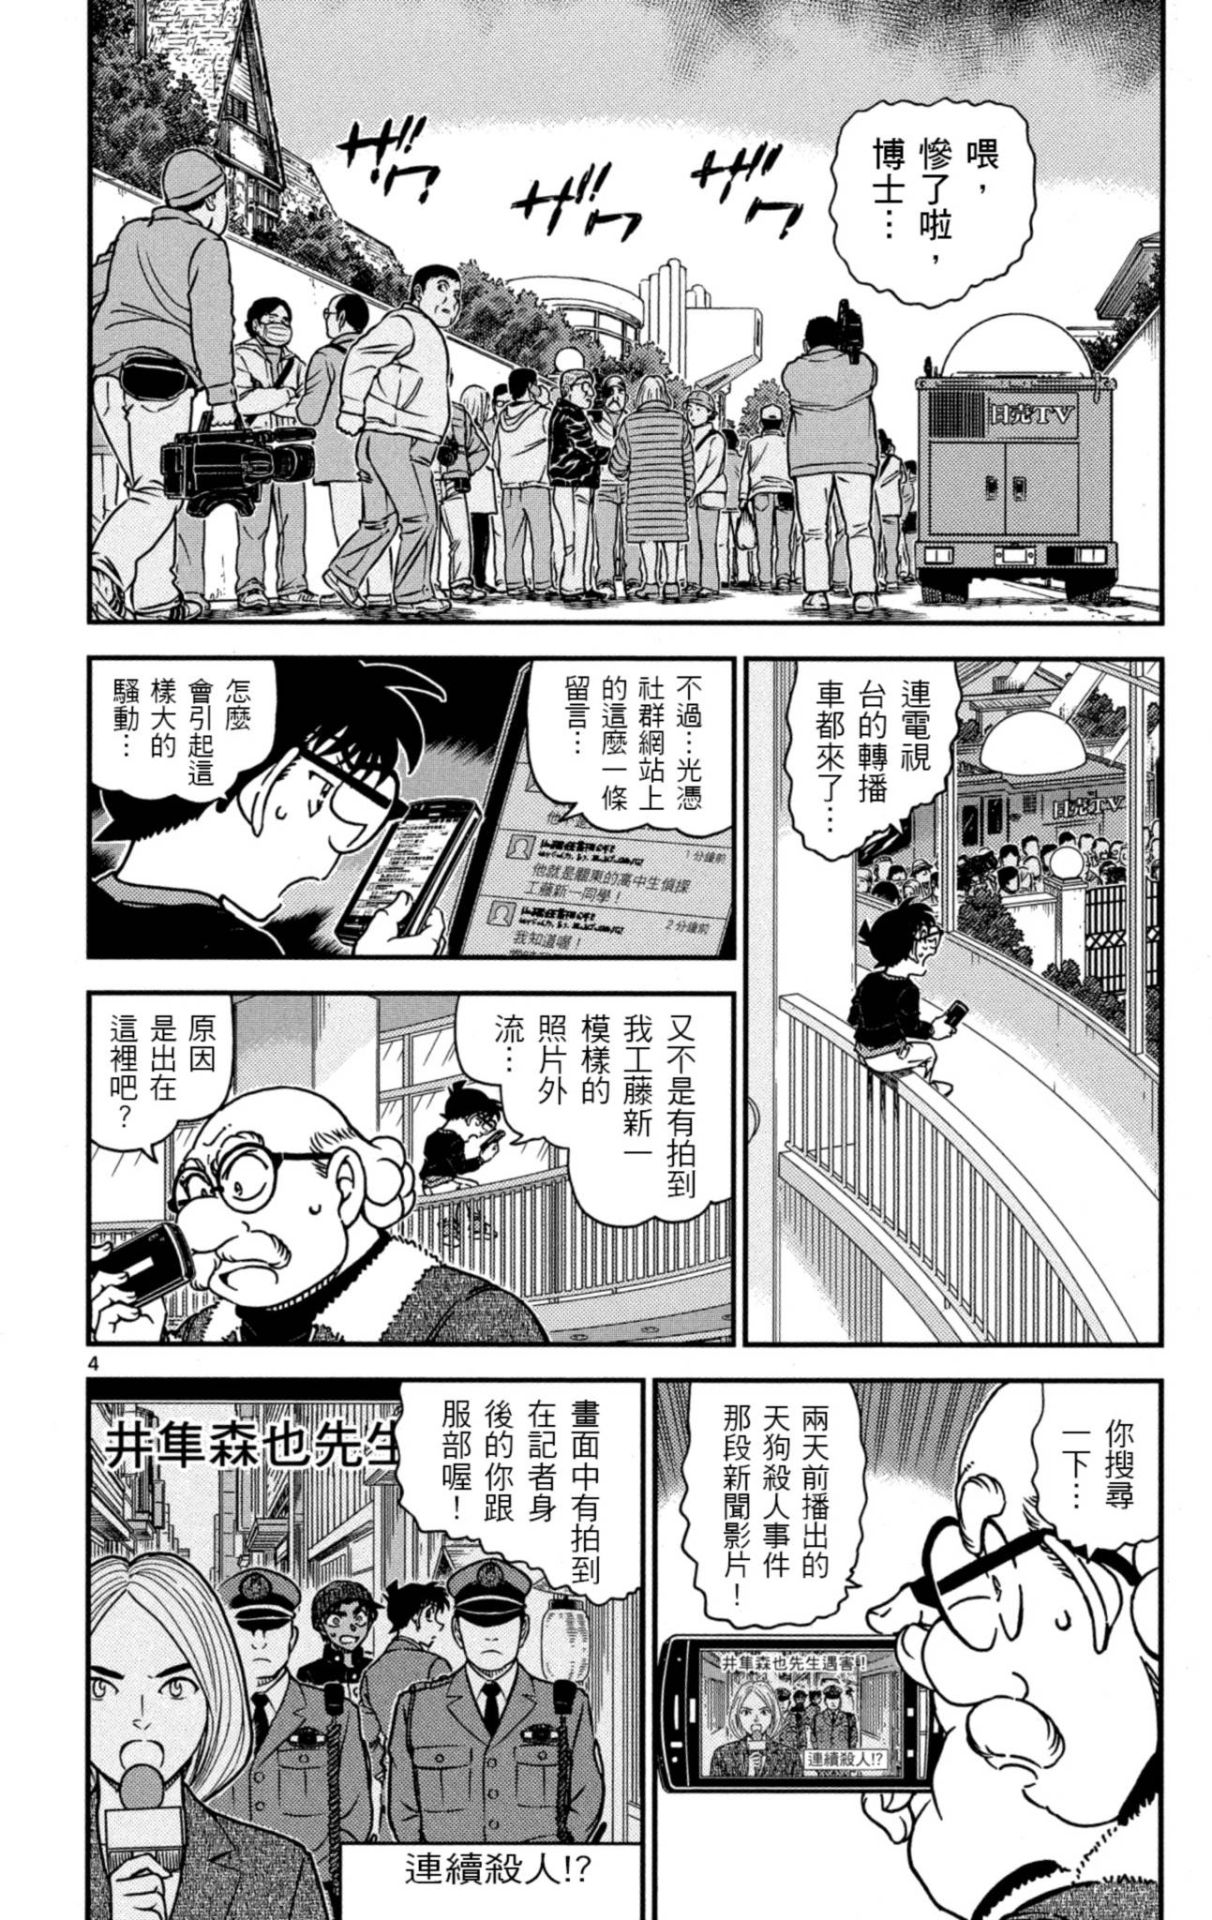 喂，
慘了啦，
博士…
ザワ
ザワ
ザワ
日売TV
連電視
台的轉播
車都來了…
日売TV
不過…光憑
社群網站上
的這麼一條
留言…
1分鐘前
他就是關東的高中生偵探
工藤新一同學！
2分鐘前
我知道喔！
怎麼
會引起這
樣大的
騷動…
又不是有拍到
我工藤新一
模樣的
照片外
流…
原因
是出在
這裡吧？
4
你搜尋
一下…
兩天前播出的
天狗殺人事件
那段新聞影片！
井隼森也先生遇害！
連續殺人!?
畫面中有拍到
在記者身
後的你跟
服部喔！
井隼森也先生
連續殺人!?